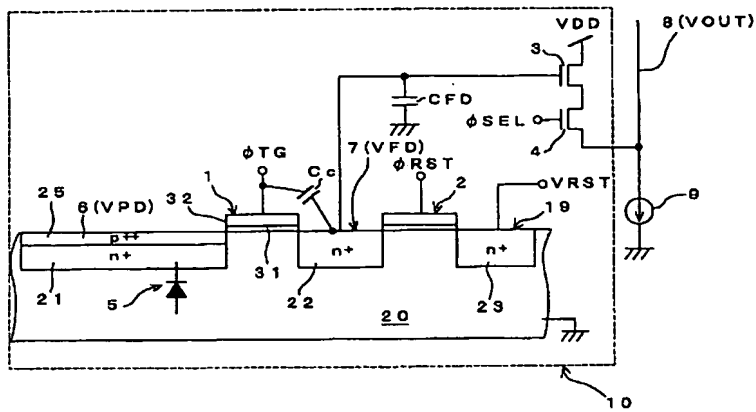 VDD
8(VOUT)
3
CFD
φSEL
4
7(VFD)
φTG
Cc
φRST
1
2
VRST
9
32
25
6(VPD)
19
p++
n+
31
n+
n+
21
5
22
20
23
10